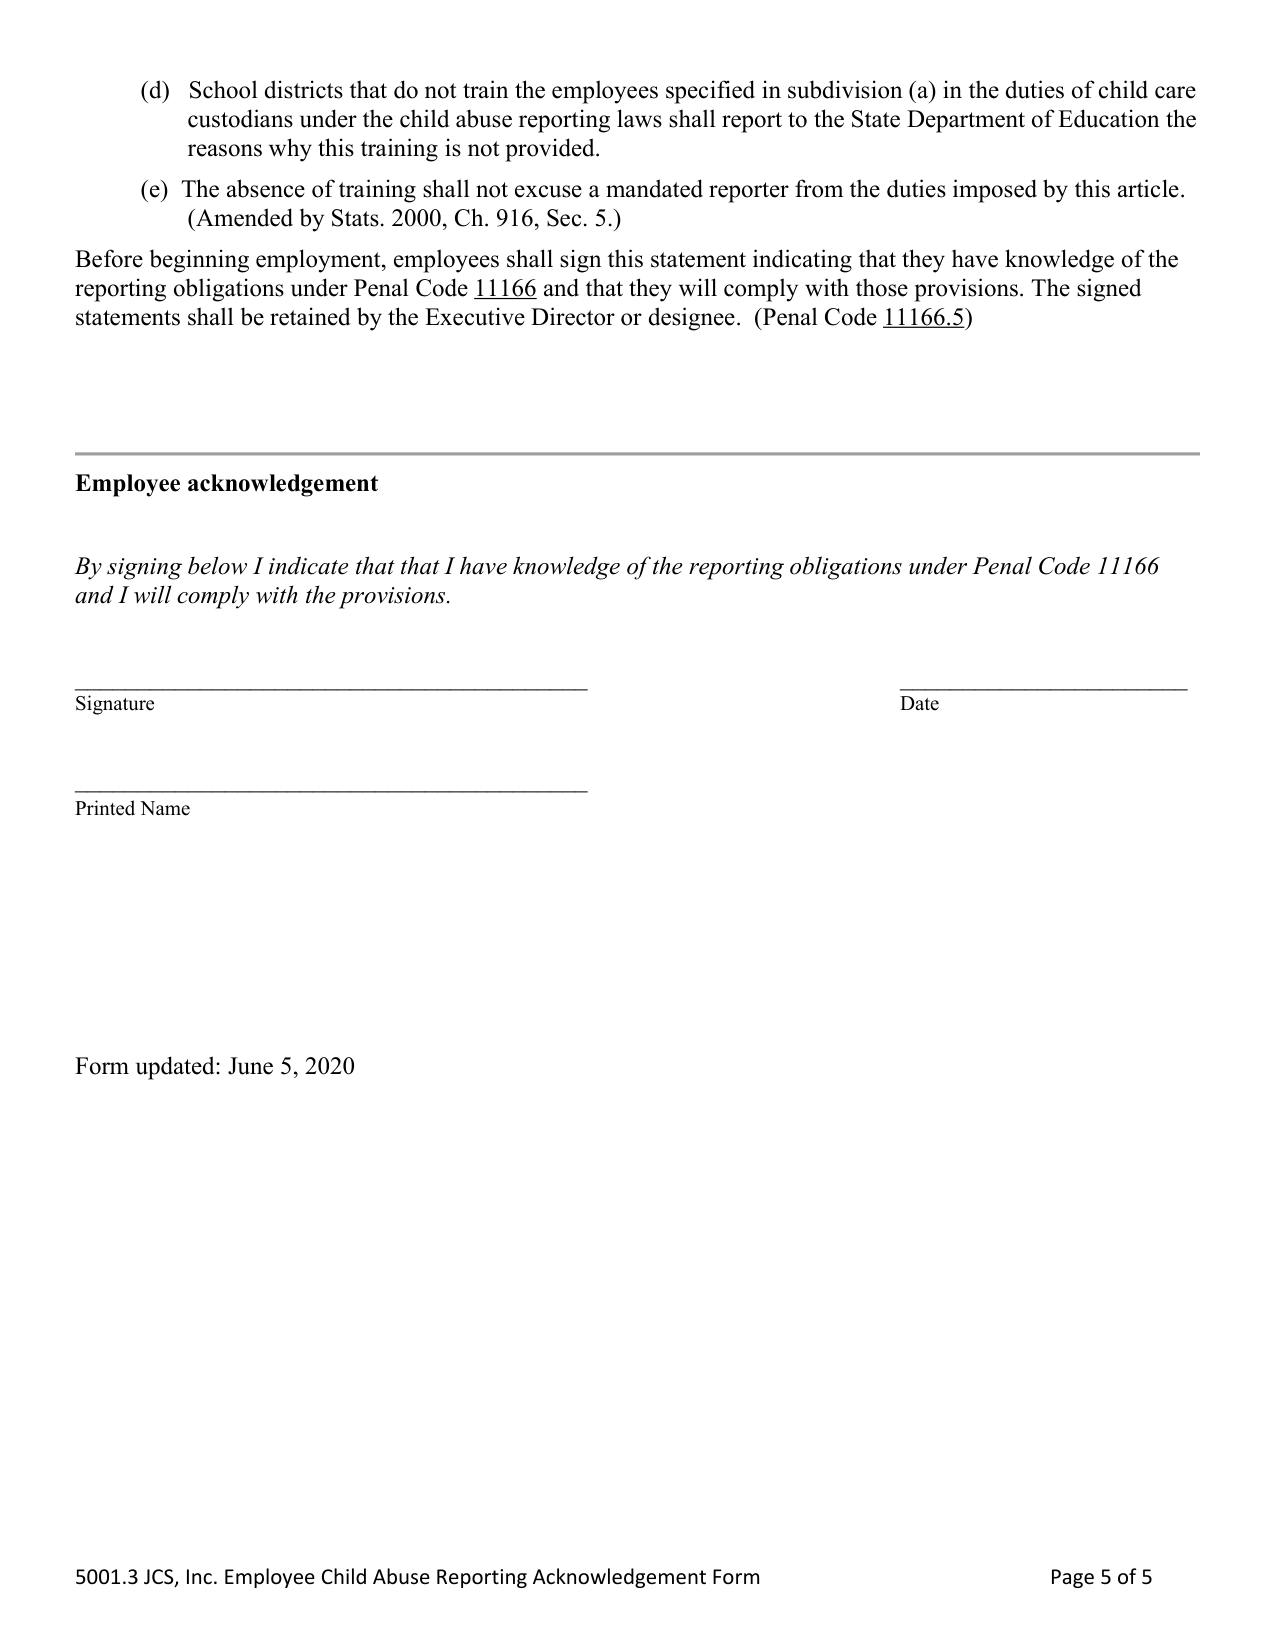 (d) School districts that do not train the employees specified in subdivision (a) in the duties of child care
custodians under the child abuse reporting laws shall report to the State Department of Education the
reasons why this training is not provided.
(e) The absence of training shall not excuse a mandated reporter from the duties imposed by this article.
(Amended by Stats. 2000, Ch. 916, Sec. 5.)
Before beginning employment, employees shall sign this statement indicating that they have knowledge of the
reporting obligations under Penal Code 11166 and that they will comply with those provisions. The signed
statements shall be retained by the Executive Director or designee. (Penal Code 11166.5)
Employee acknowledgement
By signing below I indicate that that I have knowledge of the reporting obligations under Penal Code 11166
and I will comply with the provisions.
Signature Date
Printed Name
Form updated: June 5, 2020
5001.3 JCS, Inc. Employee Child Abuse Reporting Acknowledgement Form Page 5 of 5